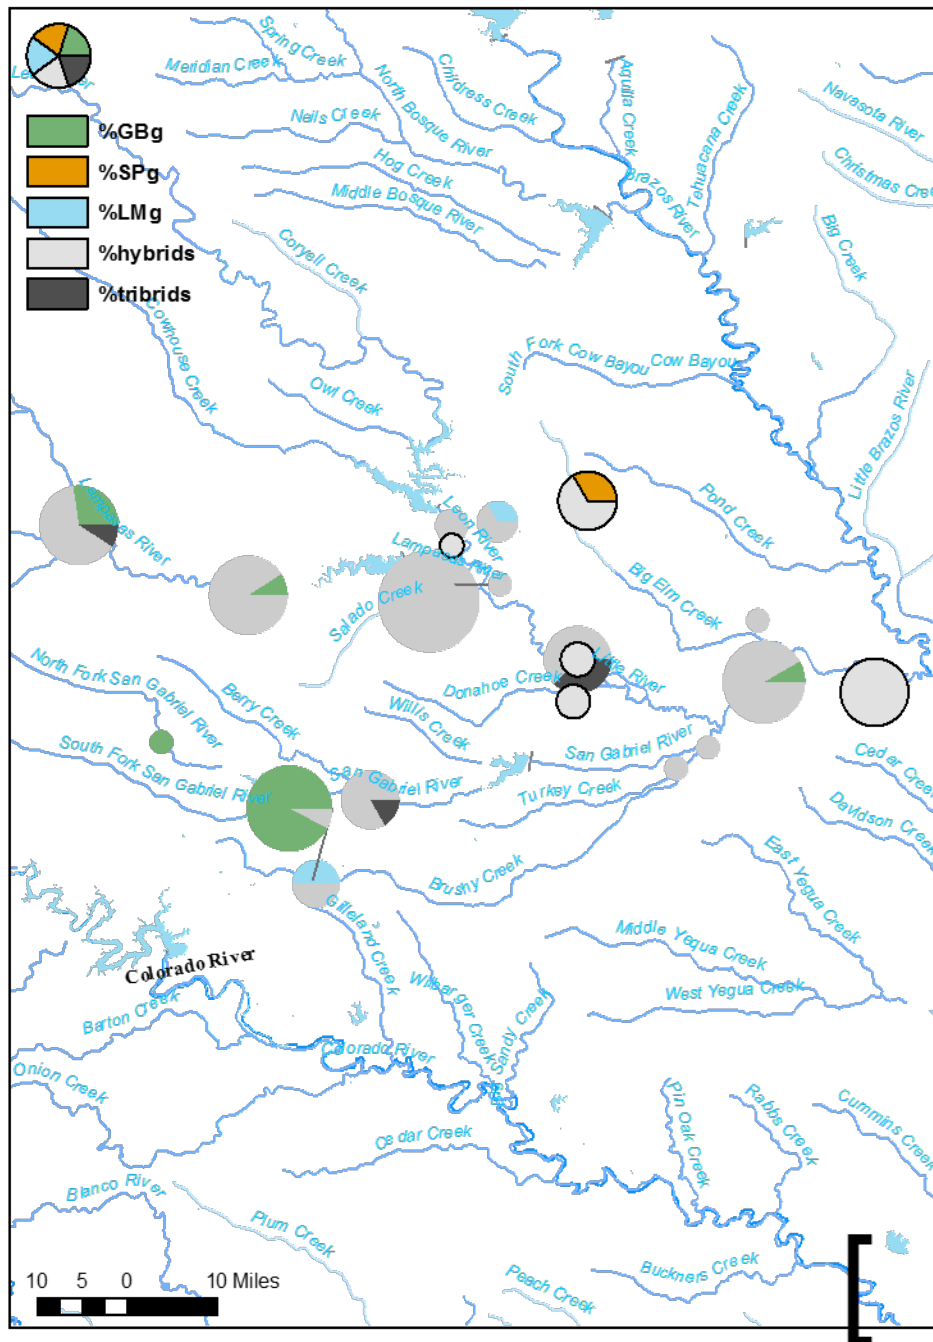 Spring Creek
Meridian Creek
North Bosque River
Childress Creek
Aquilla Creek
Tehuacana Creek
Navasota River
%GBg
Neils Creek
%SPg
Hog Creek
Brazos River
Christmas Creek
Middle Bosque River
%LMg
%hybrids
Coryell Creek
Big Creek
%tribrids
Cowhouse Creek
South Fork Cow Bayou
Cow Bayou
Owl Creek
Little Brazos River
Lampasas River
Leon River
Pond Creek
Lampasas River
Big Elm Creek
Salado Creek
North Fork San Gabriel River
Berry Creek
Donahoe Creek
Little River
Willis Creek
South Fork San Gabriel River
San Gabriel River
San Gabriel River
Turkey Creek
Cedar Creek
Davidson Creek
Brushy Creek
East Yegua Creek
Gilleland Creek
Middle Yegua Creek
Colorado River
Wilbarger Creek
Sandy Creek
West Yegua Creek
Barton Creek
Colorado River
Onion Creek
Pin Oak Creek
Rabbs Creek
Cummins Creek
Cedar Creek
Blanco River
Plum Creek
Buckners Creek
Peach Creek
10 5 0 10 Miles